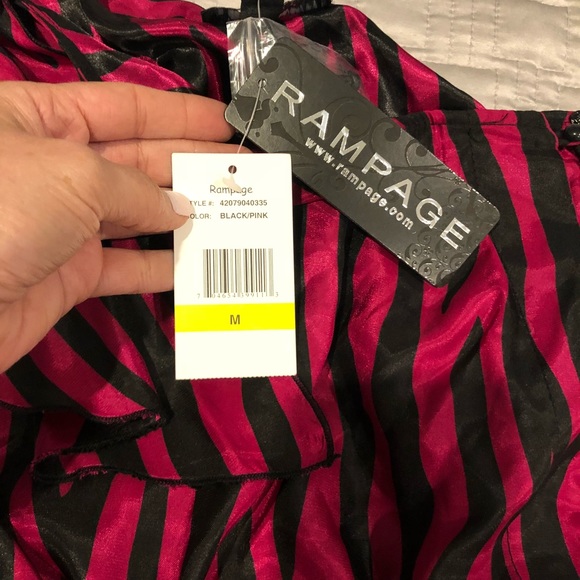 RAMPAGE
www.rampage.com
Rampage
STYLE #: 42079040335
COLOR: BLACK/PINK
M